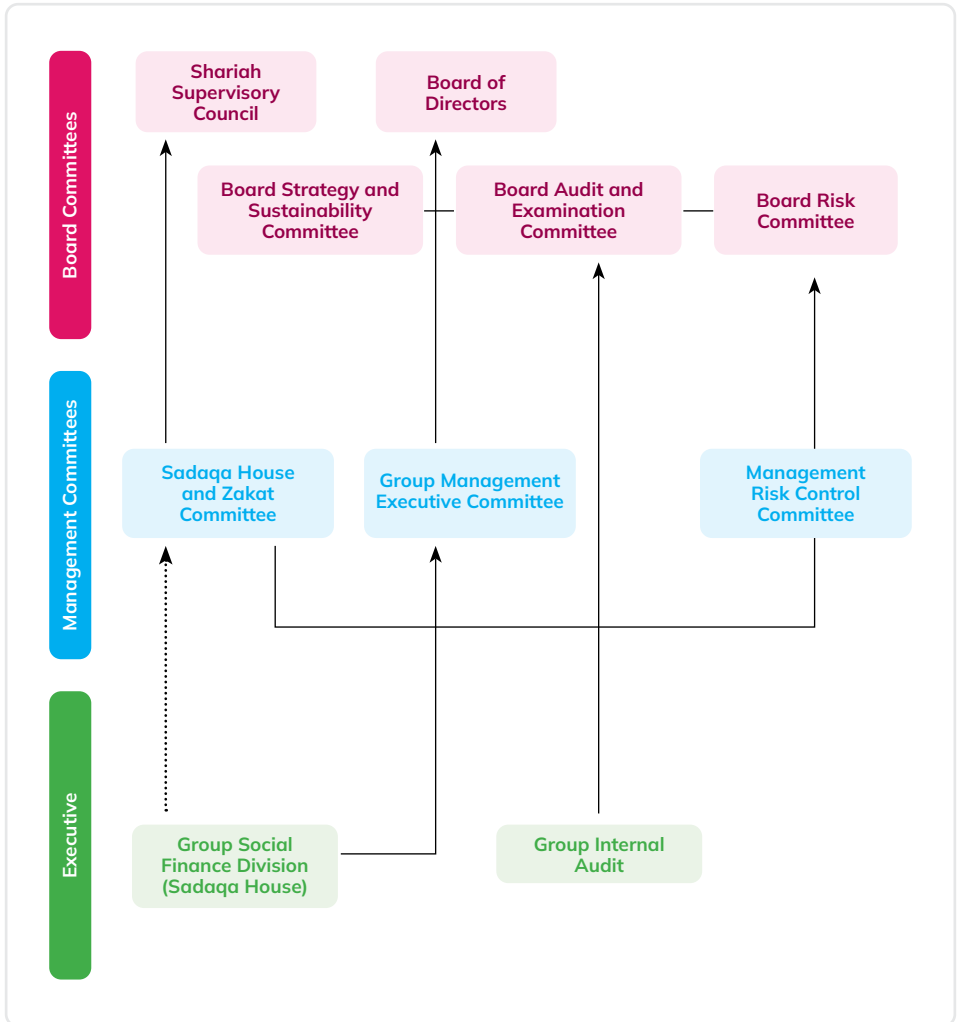 Board Committees
Shariah
Supervisory
Council
Board of
Directors
Board Strategy and
Sustainability
Committee
Board Audit and
Examination
Committee
Board Risk
Committee
Management Committees
Sadaqa House
and Zakat
Committee
Group Management
Executive Committee
Management
Risk Control
Committee
Executive
Group Social
Finance Division
(Sadaqa House)
Group Internal
Audit